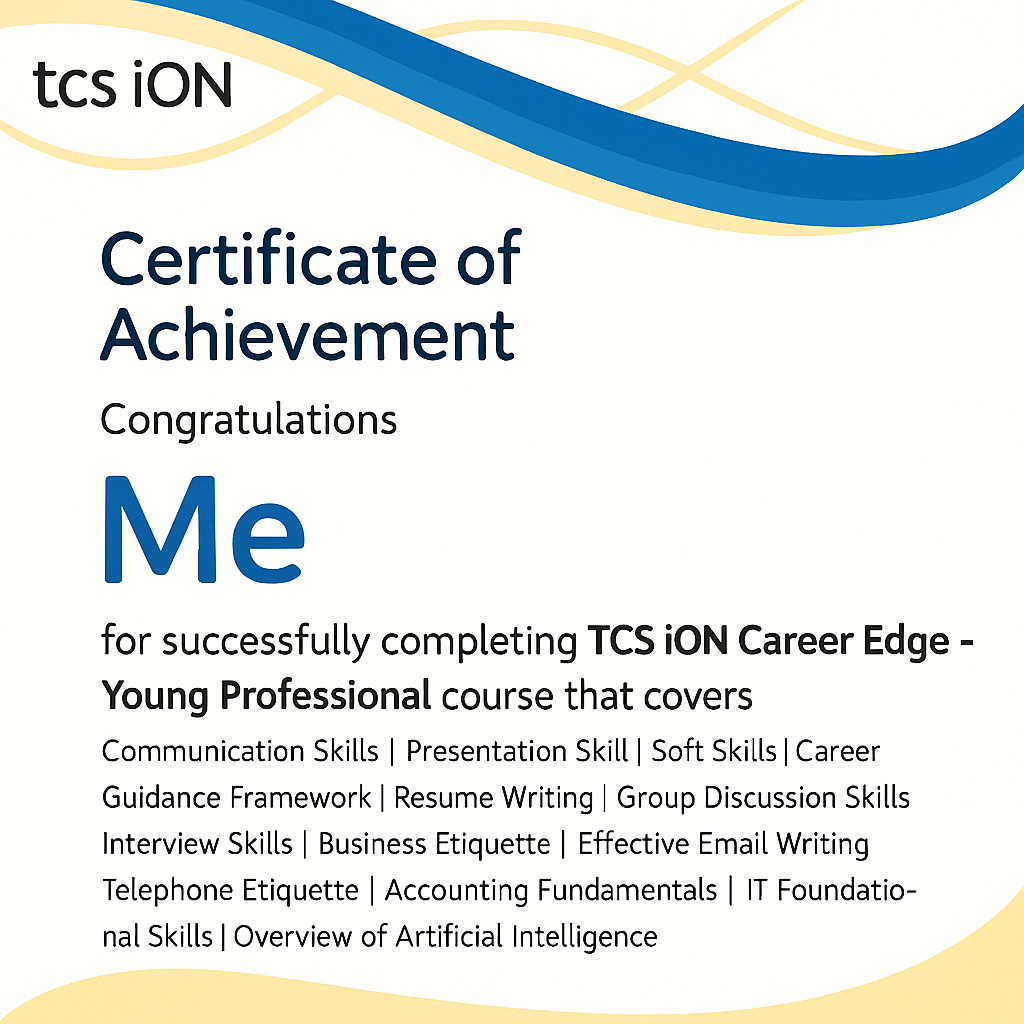 tcs iON
Certificate of
Achievement
Congratulations
Me
for successfully completing TCS iON Career Edge -
Young Professional course that covers
Communication Skills | Presentation Skill | Soft Skills | Career
Guidance Framework | Resume Writing | Group Discussion Skills
Interview Skills | Business Etiquette | Effective Email Writing
Telephone Etiquette | Accounting Fundamentals | IT Foundatio-
nal Skills | Overview of Artificial Intelligence